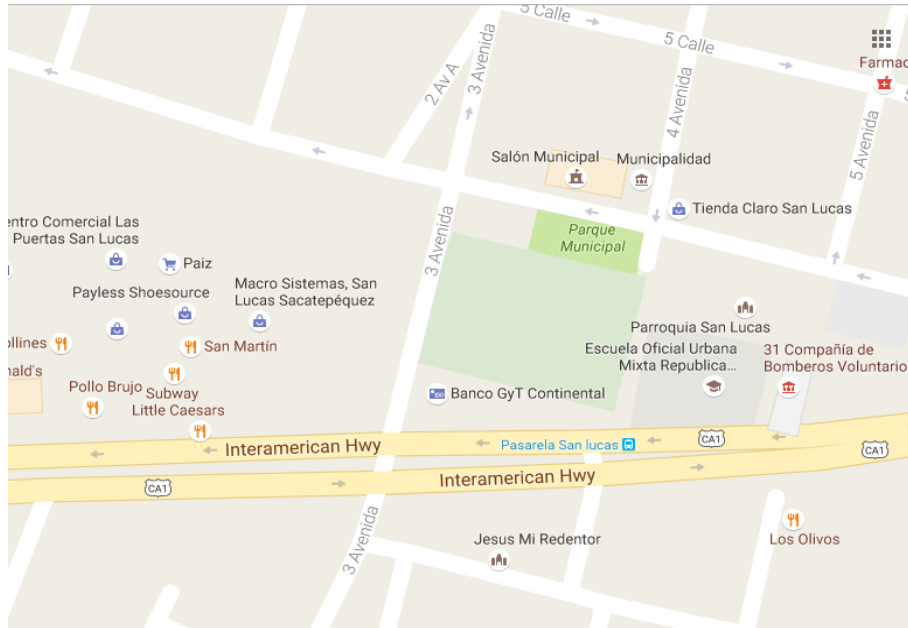 5 Calle
5 Calle
Farmac
2 Av A
3 Avenida
4 Avenida
5 Avenida
Salón Municipal
Municipalidad
Tienda Claro San Lucas
Parque
Municipal
3 Avenida
entro Comercial Las
Puertas San Lucas
Paiz
Payless Shoesource
Macro Sistemas, San
Lucas Sacatepéquez
Parroquia San Lucas
ollines
San Martín
Escuela Oficial Urbana
Mixta Republica...
31 Compañía de
Bomberos Voluntario
nald's
Pollo Brujo
Subway
Little Caesars
Banco GyT Continental
Interamerican Hwy
Pasarela San lucas
CA1
CA1
Interamerican Hwy
CA1
3 Avenida
Jesus Mi Redentor
Los Olivos